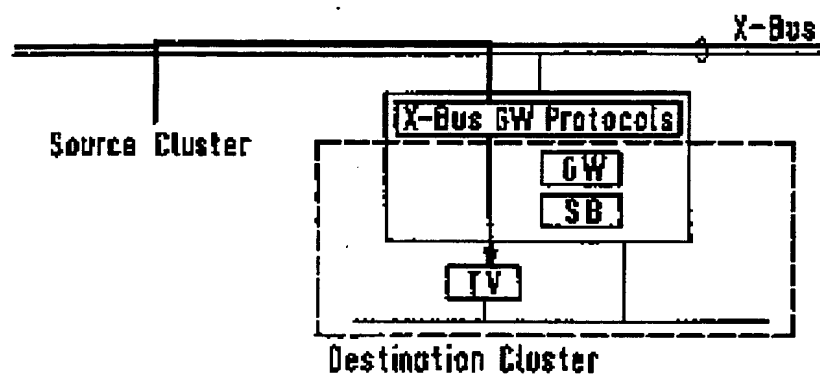 X-Bus
X-Bus GW Protocols
Source Cluster
GW
SB
TV
Destination Cluster